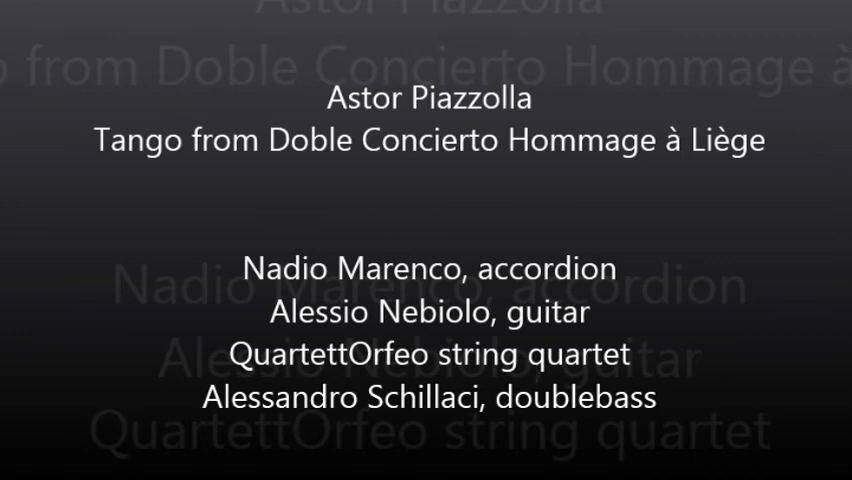 Astor Piazzolla
Tango from Doble Concierto Hommage à Liège
Nadio Marenco, accordion
Alessio Nebiolo, guitar
QuartettOrfeo string quartet
Alessandro Schillaci, doublebass